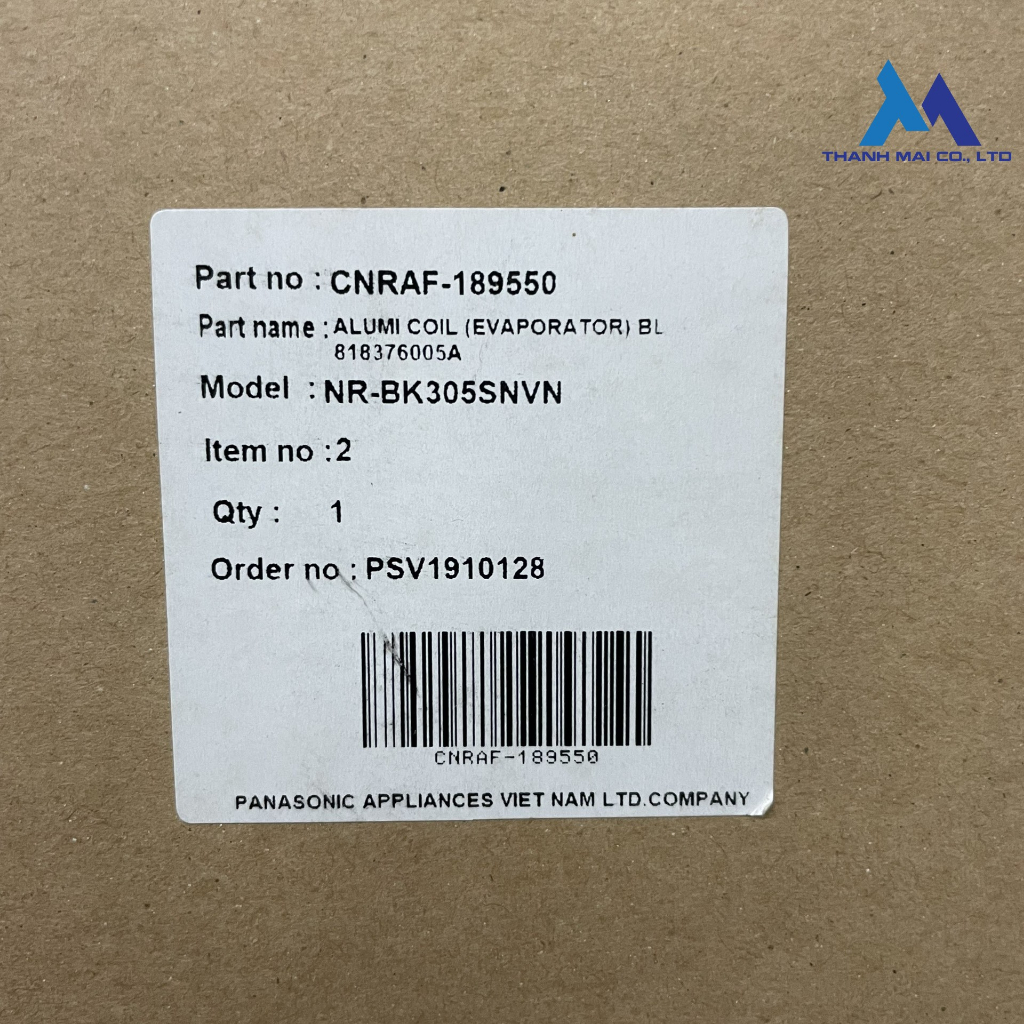 THANH MAI CO., LTD
Part no : CNRAF-189550
Part name : ALUMI COIL (EVAPORATOR) BL
818376005A
Model : NR-BK305SNVN
Item no : 2
Qty : 1
Order no : PSV1910128
CNRAF-189550
PANASONIC APPLIANCES VIET NAM LTD.COMPANY